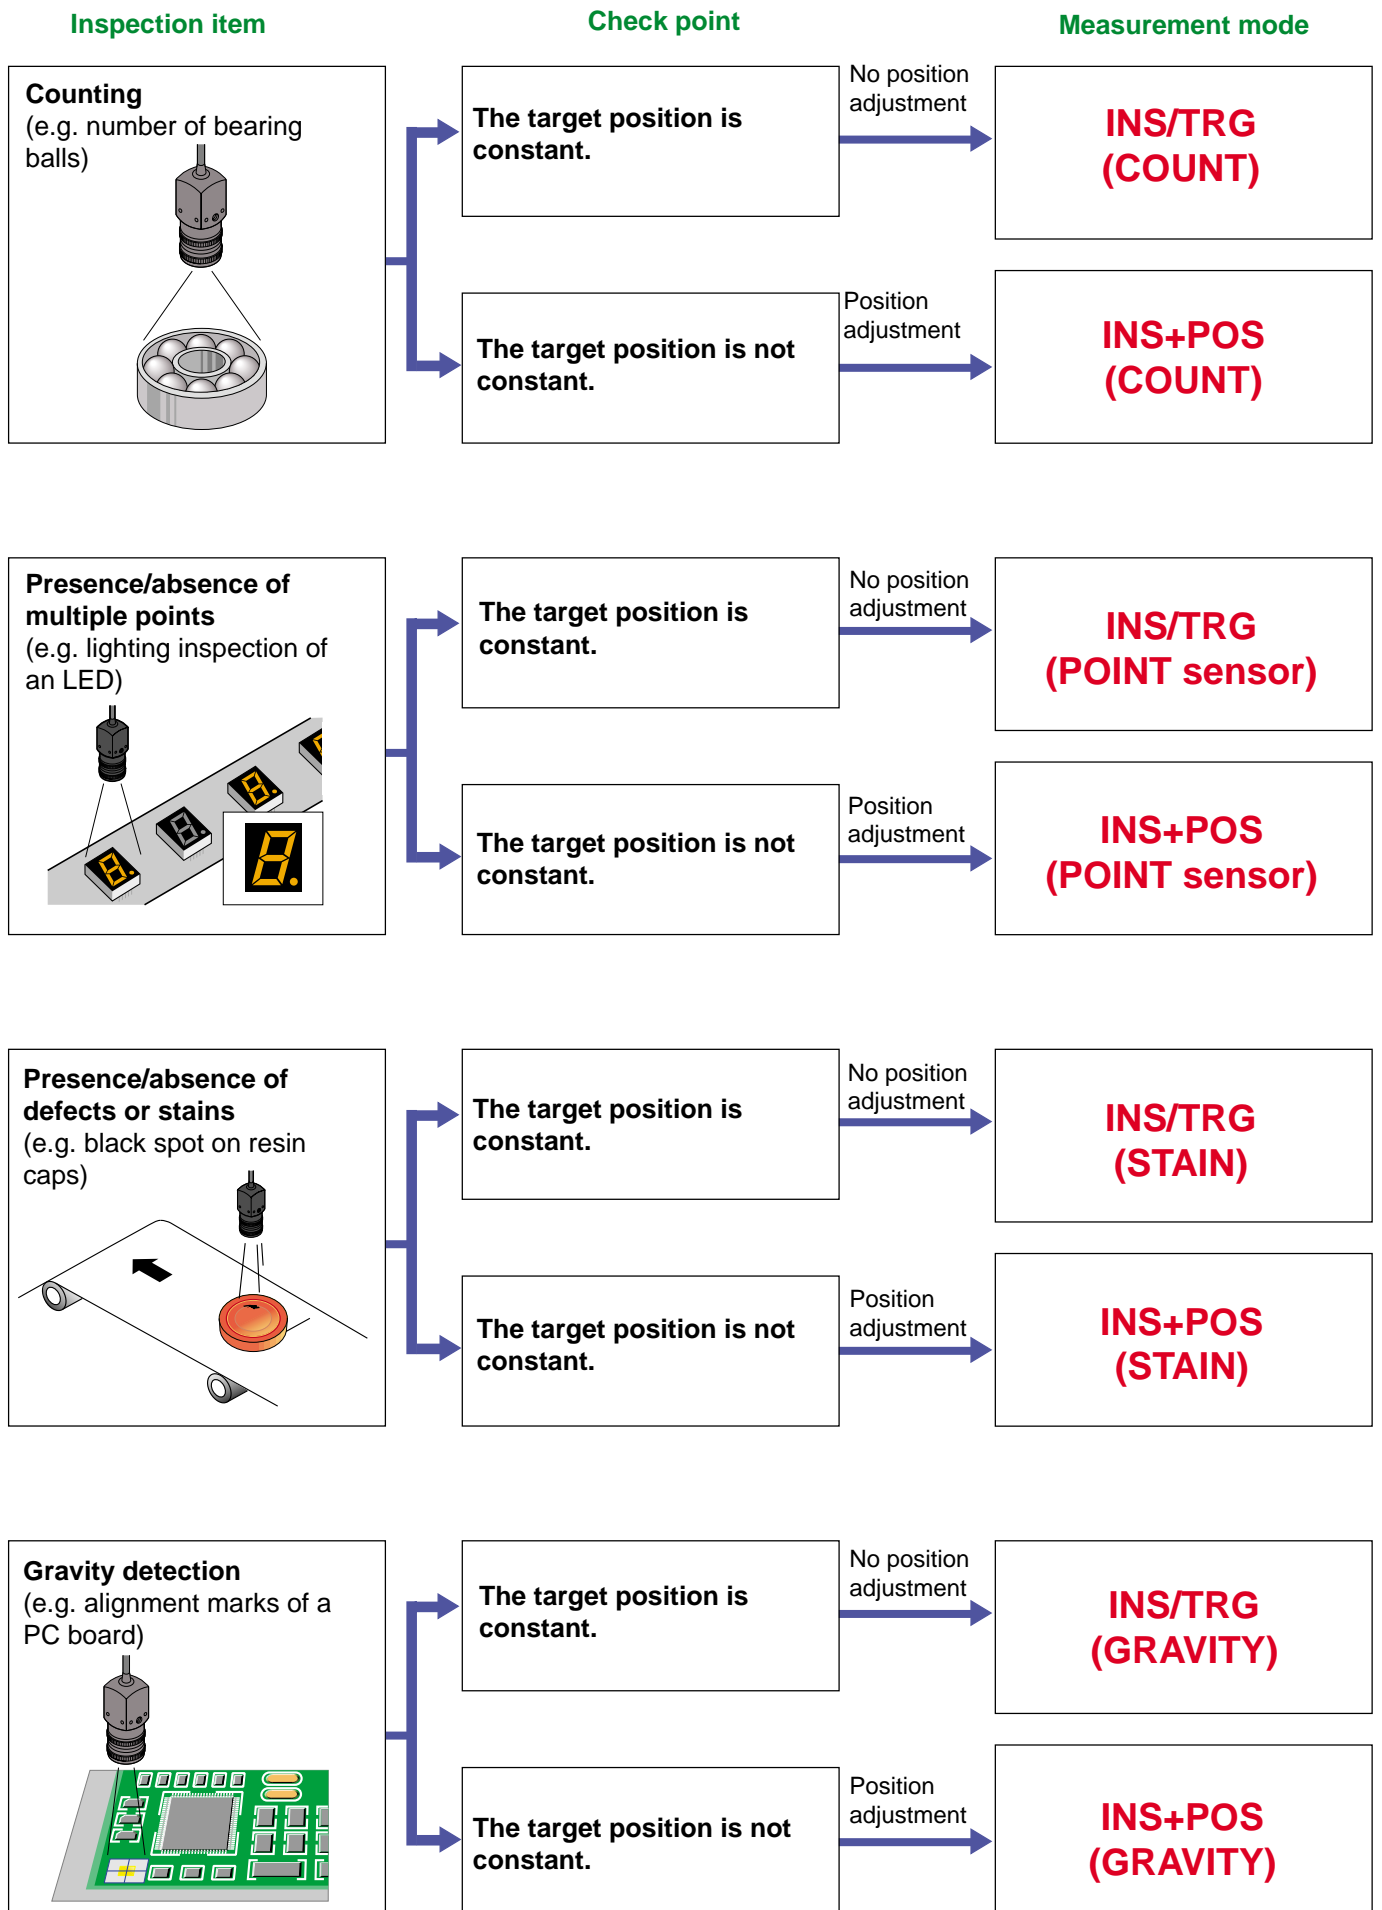 Inspection item
Check point
Measurement mode
Counting
(e.g. number of bearing
balls)
The target position is
constant.
No position
adjustment
INS/TRG
(COUNT)
The target position is not
constant.
Position
adjustment
INS+POS
(COUNT)
Presence/absence of
multiple points
(e.g. lighting inspection of
an LED)
The target position is
constant.
No position
adjustment
INS/TRG
(POINT sensor)
The target position is not
constant.
Position
adjustment
INS+POS
(POINT sensor)
Presence/absence of
defects or stains
(e.g. black spot on resin
caps)
The target position is
constant.
No position
adjustment
INS/TRG
(STAIN)
The target position is not
constant.
Position
adjustment
INS+POS
(STAIN)
Gravity detection
(e.g. alignment marks of a
PC board)
The target position is
constant.
No position
adjustment
INS/TRG
(GRAVITY)
The target position is not
constant.
Position
adjustment
INS+POS
(GRAVITY)